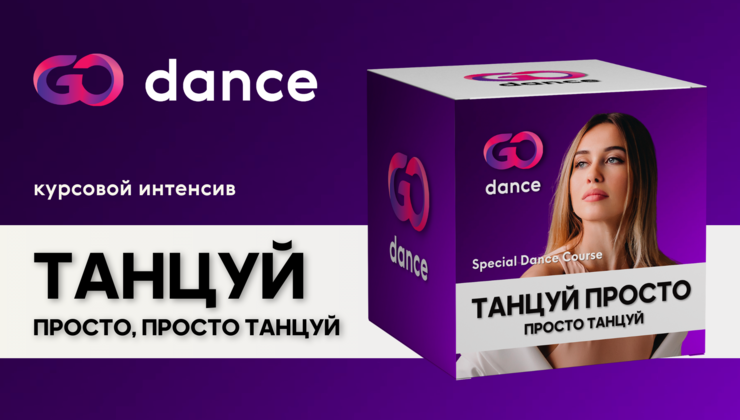 GO dance
курсовой интенсив
ТАНЦУЙ
ПРОСТО, ПРОСТО ТАНЦУЙ
GO dance
GO
dance
GO
dance
Special Dance Course
ТАНЦУЙ ПРОСТО
ПРОСТО ТАНЦУЙ